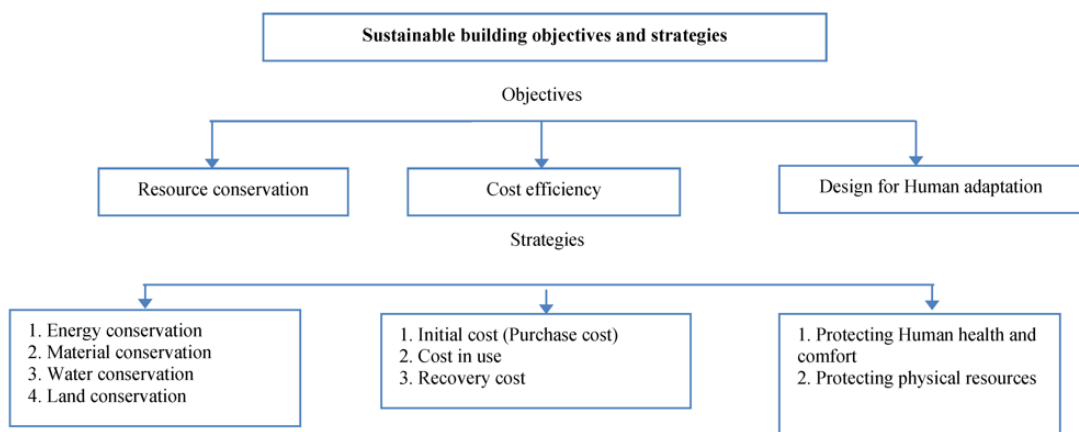 Sustainable building objectives and strategies
Objectives
Resource conservation
Cost efficiency
Design for Human adaptation
Strategies
1. Energy conservation
2. Material conservation
3. Water conservation
4. Land conservation
1. Initial cost (Purchase cost)
2. Cost in use
3. Recovery cost
1. Protecting Human health and
comfort
2. Protecting physical resources